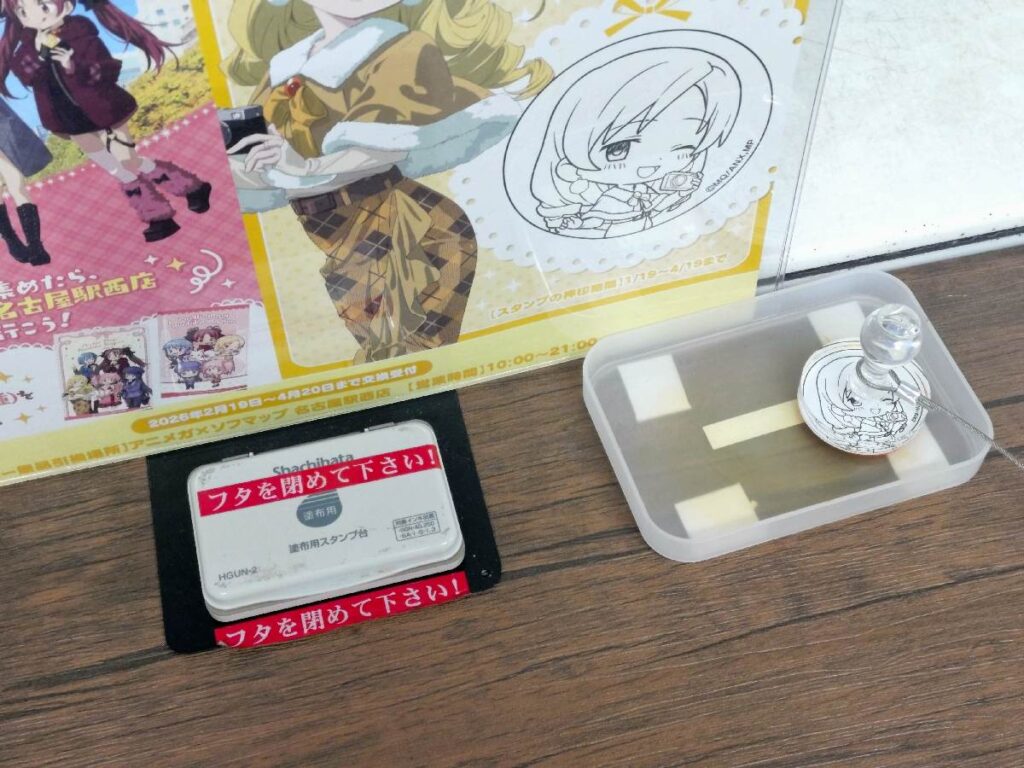 ©MQ/ANX,MP
集めたら、
名古屋駅西店
行こう！
【スタンプの押印期間】1/19～4/19まで
2026年2月19日～4月20日まで交換受付
引換場所】アニメガ×ソフマップ 名古屋駅西店 【営業時間】10:00～21:00
Shachihata
フタを閉めて下さい！
塗布用
塗布用スタンプ台
HGUN-2
フタを閉めて下さい！